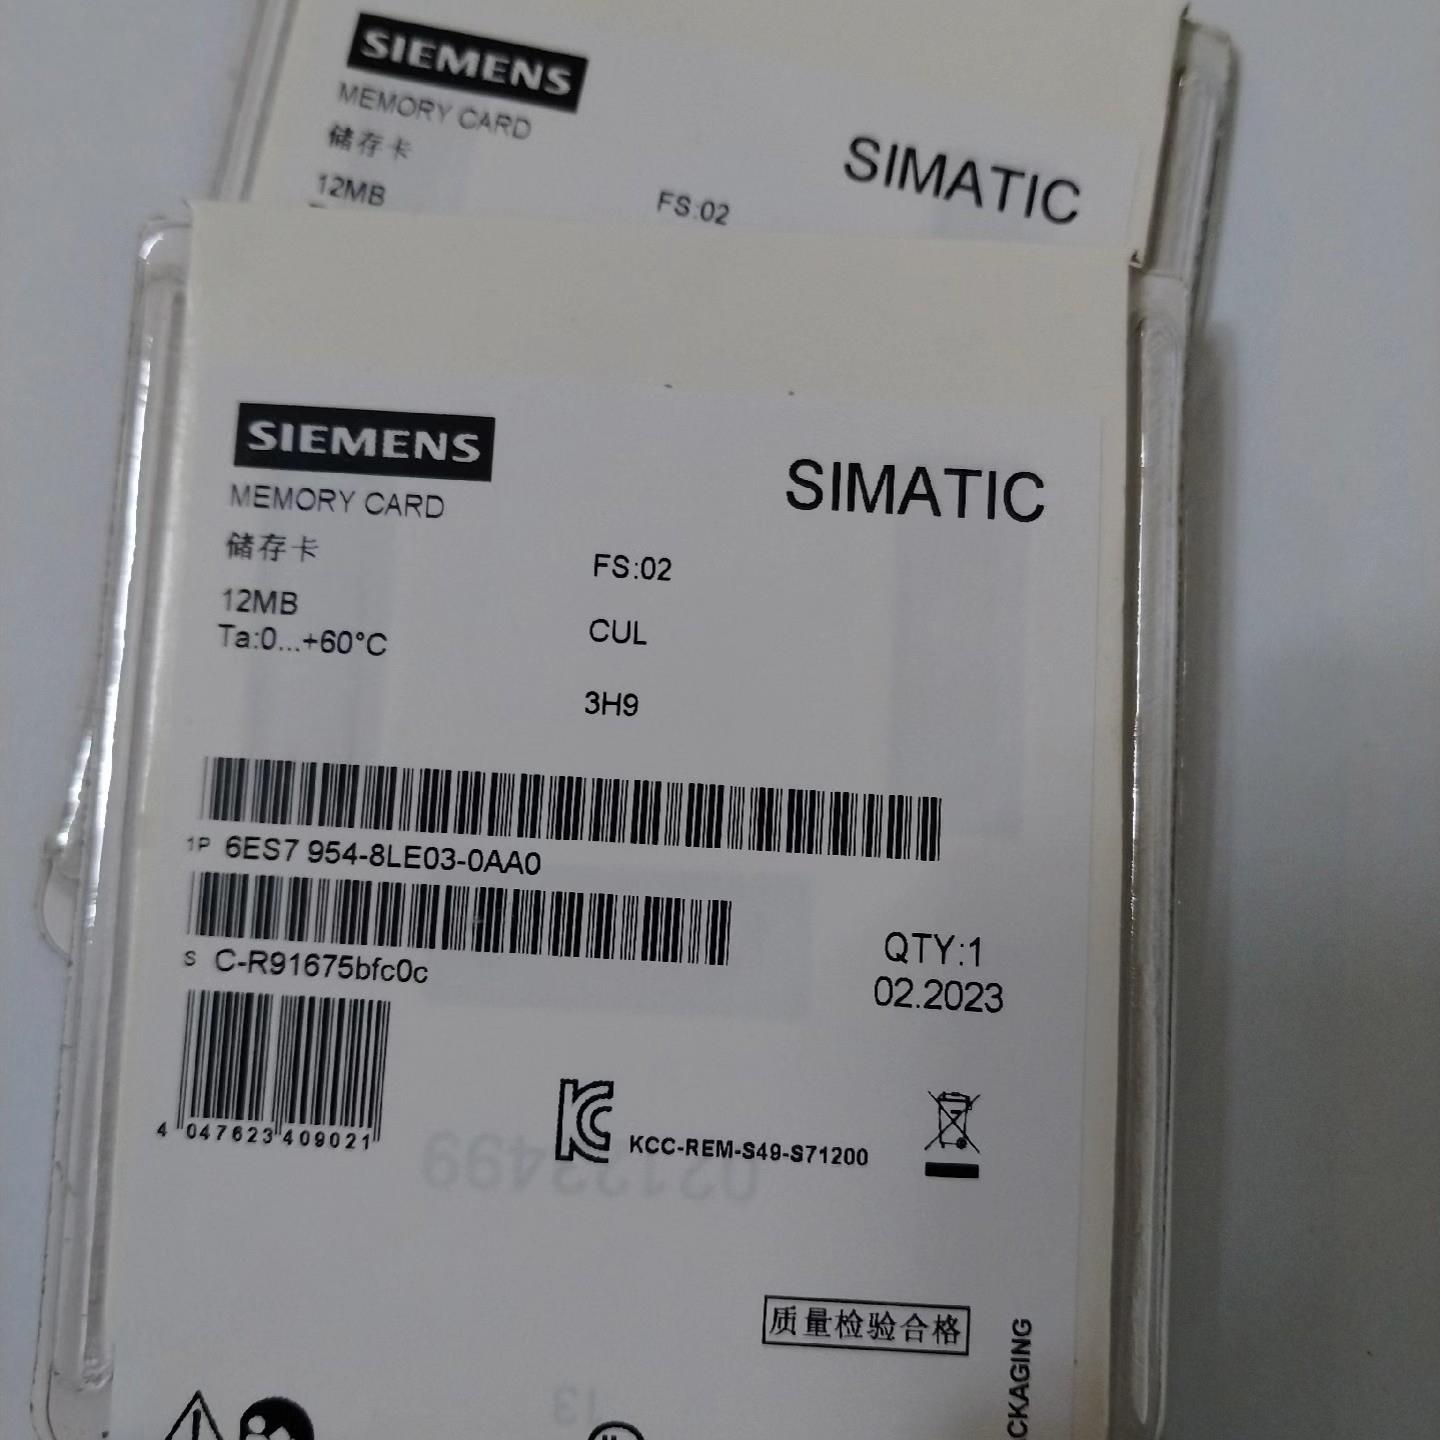 SIEMENS
MEMORY CARD
储存卡
12MB
FS:02
SIMATIC
SIEMENS
MEMORY CARD
储存卡
12MB
Ta:0...+60°C
SIMATIC
FS:02
CUL
3H9
1P 6ES7 954-8LE03-0AA0
S C-R91675bfc0c
QTY:1
02.2023
4 047623 409021
KCC-REM-S49-S71200
质量检验合格